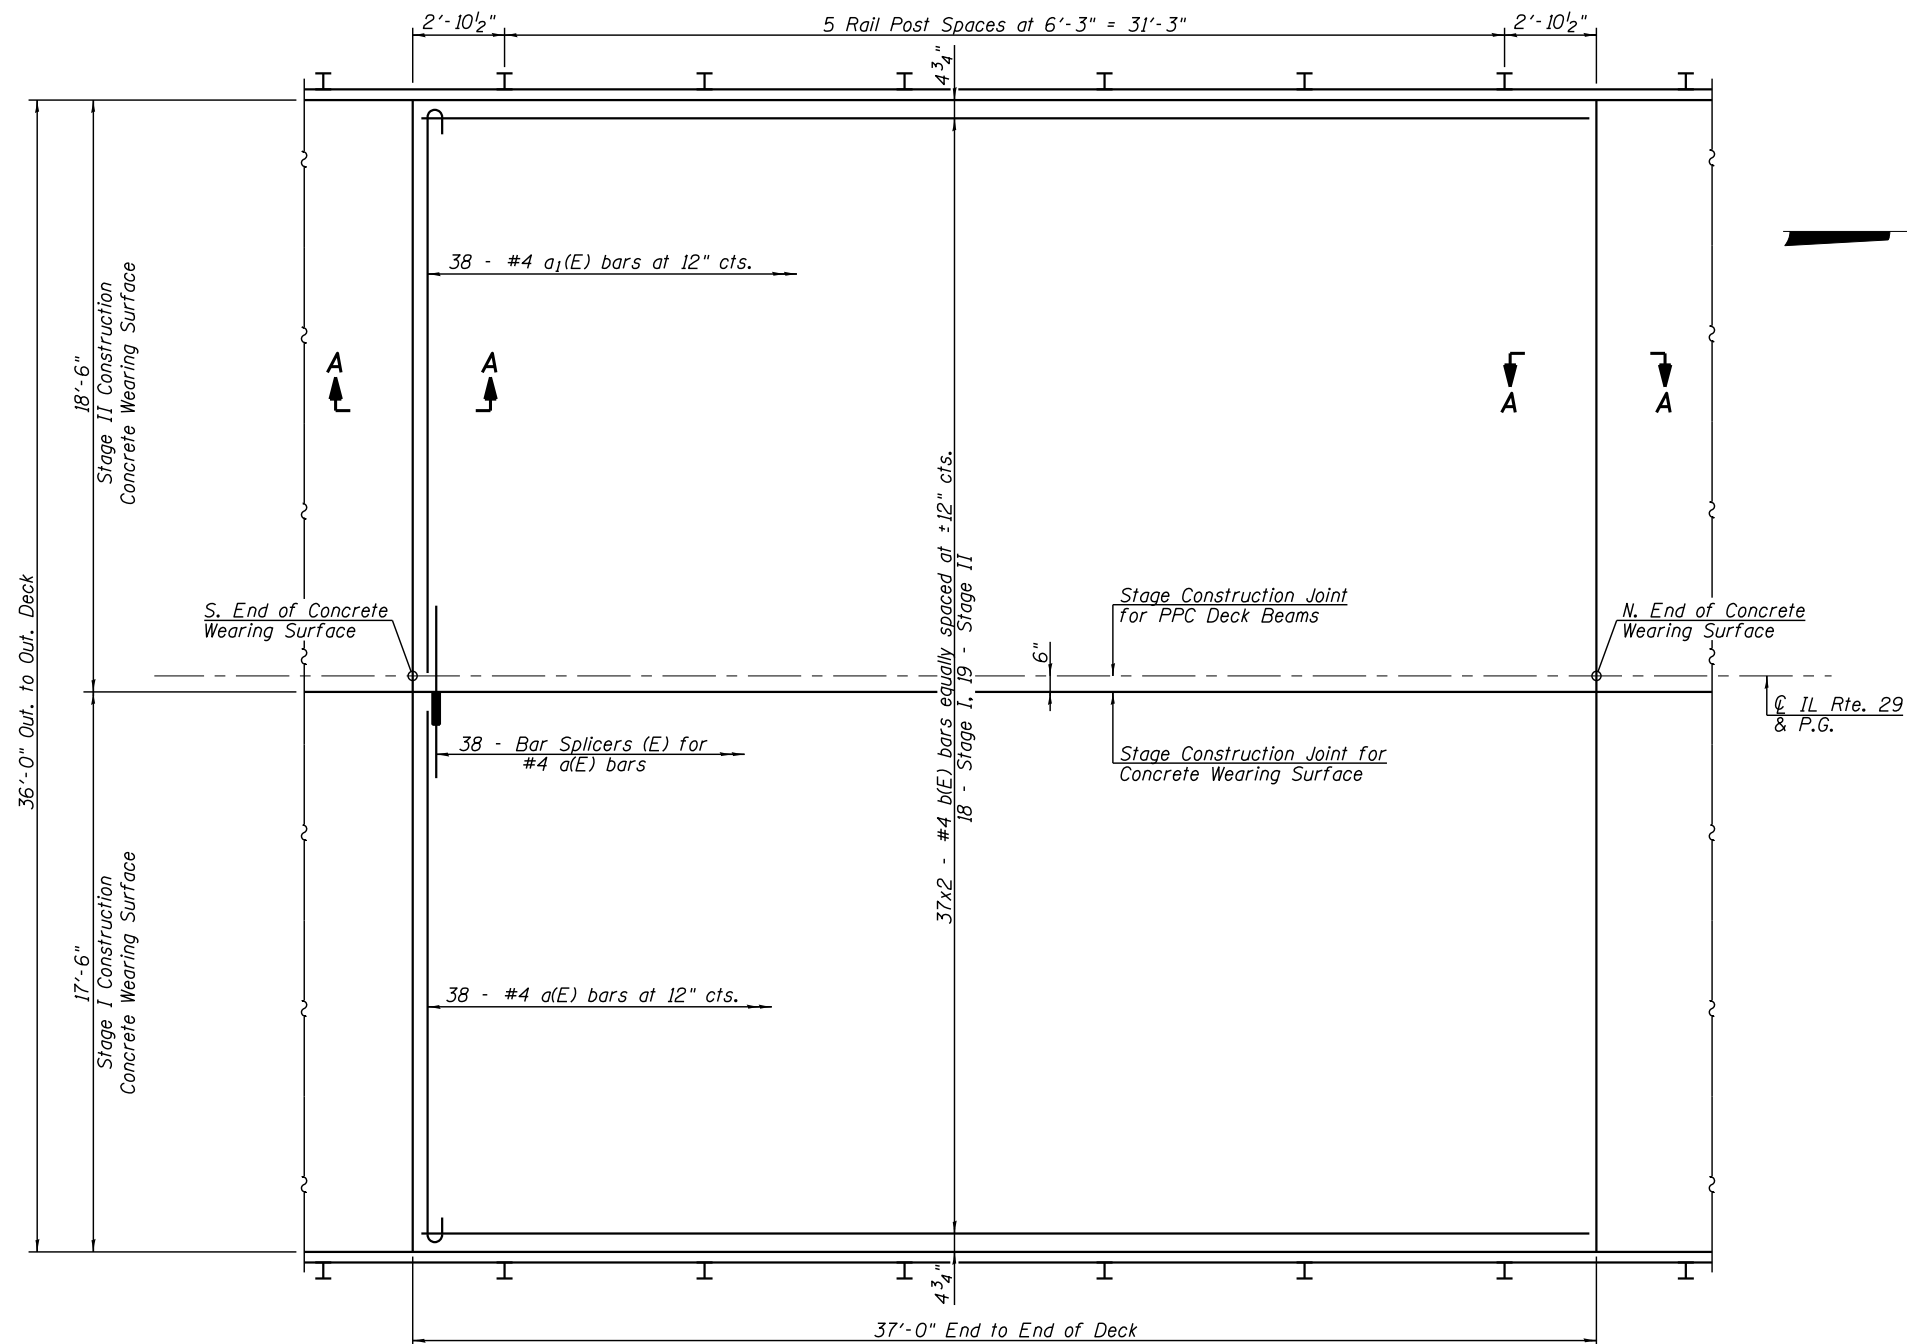 2'-10½"
5 Rail Post Spaces at 6'-3" = 31'-3"
2'-10½"
4¾"
38 - #4 a₁(E) bars at 12" cts.
A
A
A
A
18'-6"
Stage II Construction
Concrete Wearing Surface
36'-0" Out. to Out. Deck
37x2 - #4 b(E) bars equally spaced at ±12" cts.
18 - Stage I, 19 - Stage II
S. End of Concrete
Wearing Surface
6"
Stage Construction Joint
for PPC Deck Beams
N. End of Concrete
Wearing Surface
℄ IL Rte. 29
& P.G.
38 - Bar Splicers (E) for
#4 a(E) bars
Stage Construction Joint for
Concrete Wearing Surface
17'-6"
Stage I Construction
Concrete Wearing Surface
38 - #4 a(E) bars at 12" cts.
4¾"
37'-0" End to End of Deck